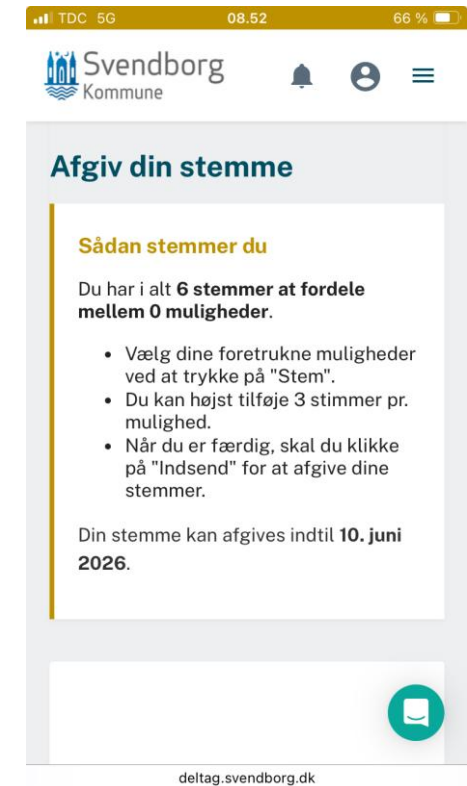 TDC 5G 08.52 66 %
Svendborg
Kommune
Afgiv din stemme
Sådan stemmer du
Du har i alt 6 stemmer at fordele
mellem 0 muligheder.
• Vælg dine foretrukne muligheder
ved at trykke på "Stem".
• Du kan højst tilføje 3 stimmer pr.
mulighed.
• Når du er færdig, skal du klikke
på "Indsend" for at afgive dine
stemmer.
Din stemme kan afgives indtil 10. juni
2026.
deltag.svendborg.dk